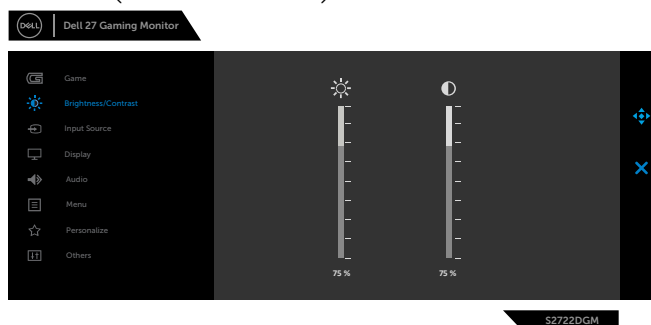 DELL
Dell 27 Gaming Monitor
Game
Brightness/Contrast
Input Source
Display
Audio
Menu
Personalize
Others
75 % 75 %
S2722DGM